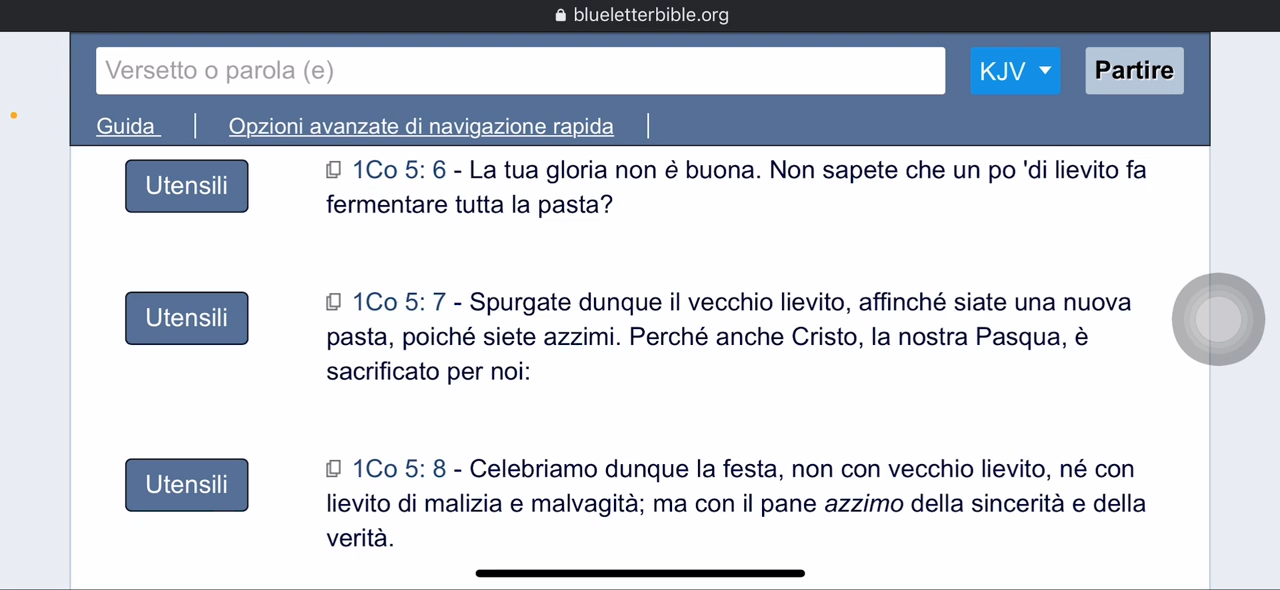 blueletterbible.org
Versetto o parola (e)
KJV
Partire
Guida
Opzioni avanzate di navigazione rapida
Utensili
1Co 5: 6 - La tua gloria non è buona. Non sapete che un po 'di lievito fa
fermentare tutta la pasta?
Utensili
1Co 5: 7 - Spurgate dunque il vecchio lievito, affinché siate una nuova
pasta, poiché siete azzimi. Perché anche Cristo, la nostra Pasqua, è
sacrificato per noi:
Utensili
1Co 5: 8 - Celebriamo dunque la festa, non con vecchio lievito, né con
lievito di malizia e malvagità; ma con il pane azzimo della sincerità e della
verità.